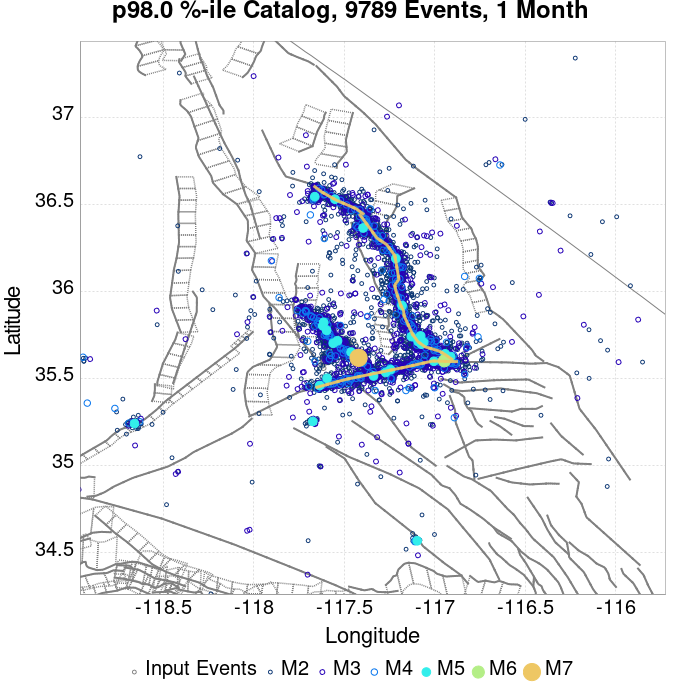 p98.0 %-ile Catalog, 9789 Events, 1 Month
Latitude
37
36.5
36
35.5
35
34.5
-118.5 -118 -117.5 -117 -116.5 -116
Longitude
Input Events M2 M3 M4 M5 M6 M7